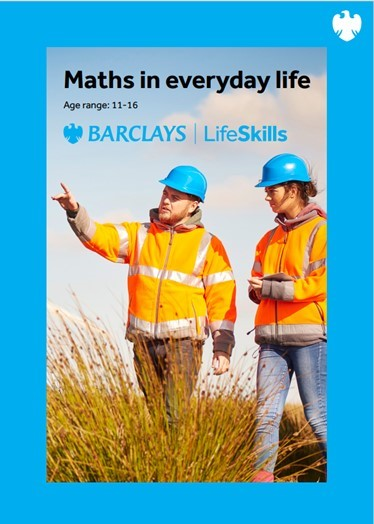 Maths in everyday life
Age range: 11-16
BARCLAYS | LifeSkills